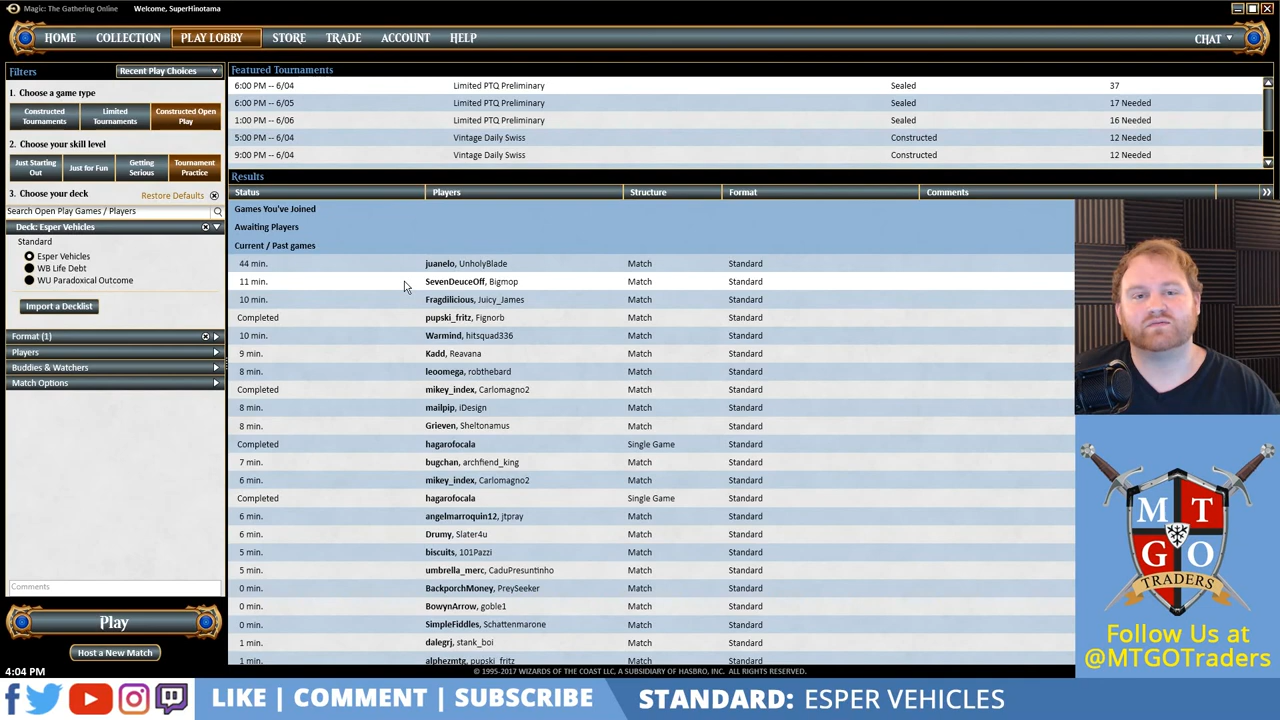 Magic: The Gathering Online Welcome, SuperHinotama
HOME COLLECTION PLAY LOBBY STORE TRADE ACCOUNT HELP CHAT
Filters Recent Play Choices
1. Choose a game type
Constructed Tournaments Limited Tournaments Constructed Open Play
2. Choose your skill level
Just Starting Out Just for Fun Getting Serious Tournament Practice
3. Choose your deck Restore Defaults
Search Open Play Games / Players
Deck: Esper Vehicles
Standard
Esper Vehicles
WB Life Debt
WU Paradoxical Outcome
Import a Decklist
Format (1)
Players
Buddies & Watchers
Match Options
Comments
Play
Host a New Match
4:04 PM
Featured Tournaments
6:00 PM -- 6/04 Limited PTQ Preliminary Sealed 37
6:00 PM -- 6/05 Limited PTQ Preliminary Sealed 17 Needed
1:00 PM -- 6/06 Limited PTQ Preliminary Sealed 16 Needed
5:00 PM -- 6/04 Vintage Daily Swiss Constructed 12 Needed
9:00 PM -- 6/04 Vintage Daily Swiss Constructed 12 Needed
Results
Status Players Structure Format Comments
Games You've Joined
Awaiting Players
Current / Past games
44 min. juanelo, UnholyBlade Match Standard
11 min. SevenDeuceOff, Bigmop Match Standard
10 min. Fragdilicious, Juicy_James Match Standard
Completed pupski_fritz, Fignorb Match Standard
10 min. Warmind, hitsquad336 Match Standard
9 min. Kadd, Reavana Match Standard
8 min. leoomega, robthebard Match Standard
Completed mikey_index, Carlomagno2 Match Standard
8 min. mailpip, iDesign Match Standard
8 min. Grieven, Sheltonamus Match Standard
Completed hagarofocala Single Game Standard
7 min. bugchan, archfiend_king Match Standard
6 min. mikey_index, Carlomagno2 Match Standard
Completed hagarofocala Single Game Standard
6 min. angelmarroquin12, jtpray Match Standard
6 min. Drumy, Slater4u Match Standard
5 min. biscuits, 101Pazzi Match Standard
5 min. umbrella_merc, CaduPresuntinho Match Standard
0 min. BackporchMoney, PreySeeker Match Standard
0 min. BowynArrow, goble1 Match Standard
0 min. SimpleFiddles, Schattenmarone Match Standard
1 min. dalegrj, stank_boi Match Standard
1 min. alphezmtg, pupski_fritz Match Standard
© 1995-2017 WIZARDS OF THE COAST LLC, A SUBSIDIARY OF HASBRO, INC. ALL RIGHTS RESERVED.
M T
G O
TRADERS
Follow Us at
@MTGOTraders
LIKE | COMMENT | SUBSCRIBE STANDARD: ESPER VEHICLES